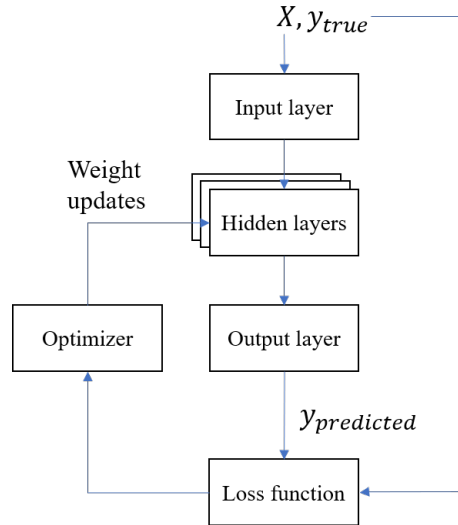 X, y_true
Input layer
Weight
updates
Hidden layers
Optimizer
Output layer
y_predicted
Loss function